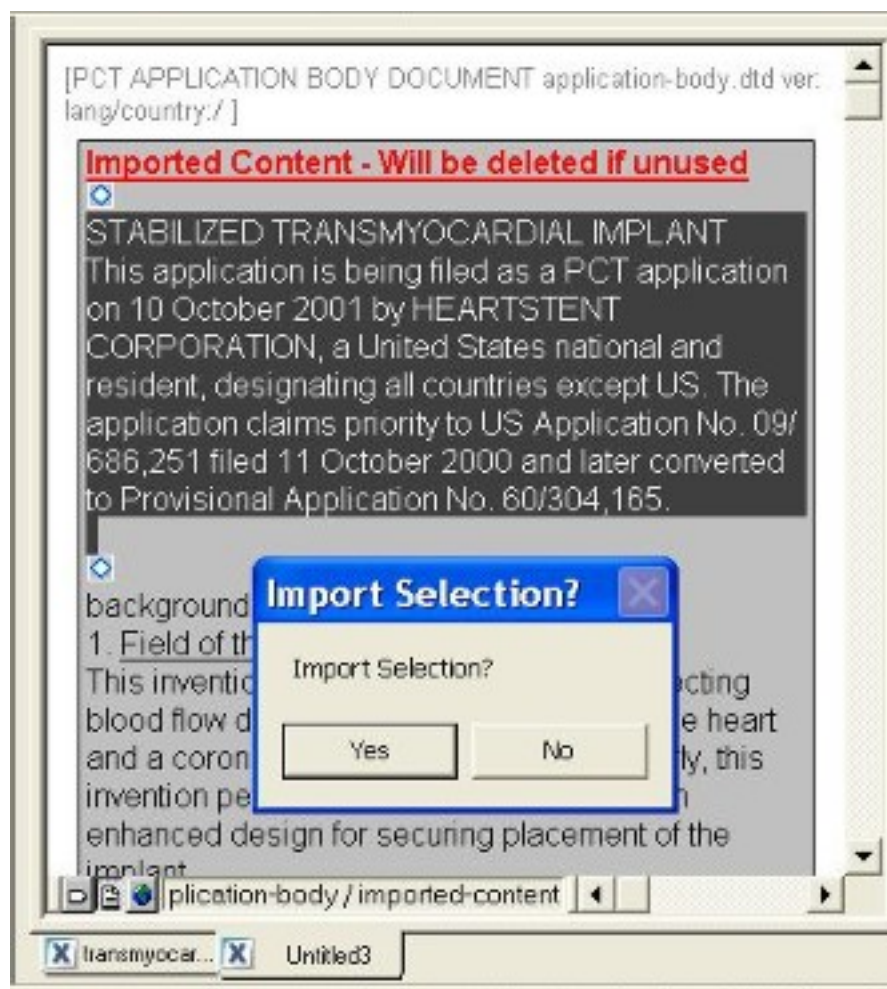 [PCT APPLICATION BODY DOCUMENT application-body.dtd ver:
lang/country:/ ]
Imported Content - Will be deleted if unused
STABILIZED TRANSMYOCARDIAL IMPLANT
This application is being filed as a PCT application
on 10 October 2001 by HEARTSTENT
CORPORATION, a United States national and
resident, designating all countries except US. The
application claims priority to US Application No. 09/
686,251 filed 11 October 2000 and later converted
to Provisional Application No. 60/304,165.
background
1. Field of th
This inventic
blood flow d
and a coron
invention pe
Import Selection?
Import Selection?
Yes No
ecting
e heart
ly, this
enhanced design for securing placement of the
implant
plication-body / imported-content
transmyocar... Untitled3